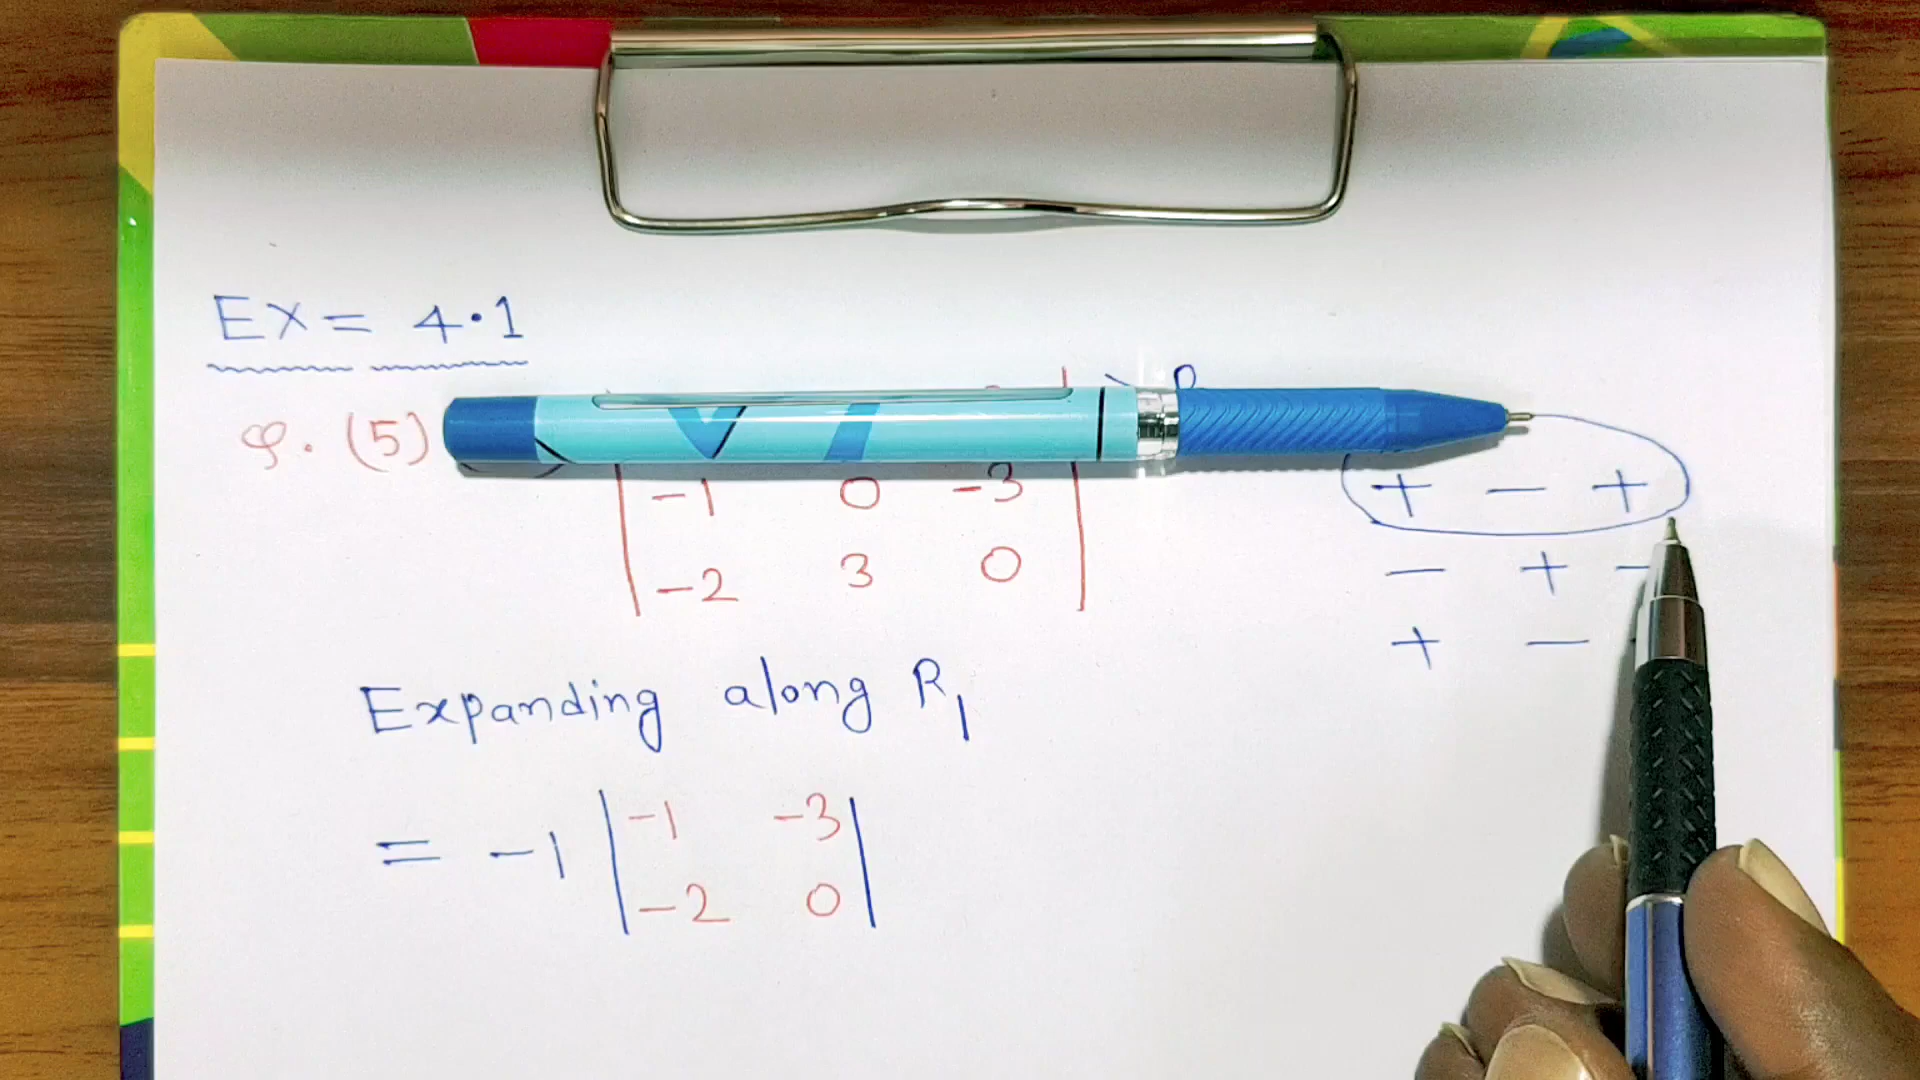 EX = 4.1
Q. (5)
-1 0 -3 + - +
-2 3 0 - + -
+ -
Expanding along R1
= -1 | -1 -3 |
| -2 0 |